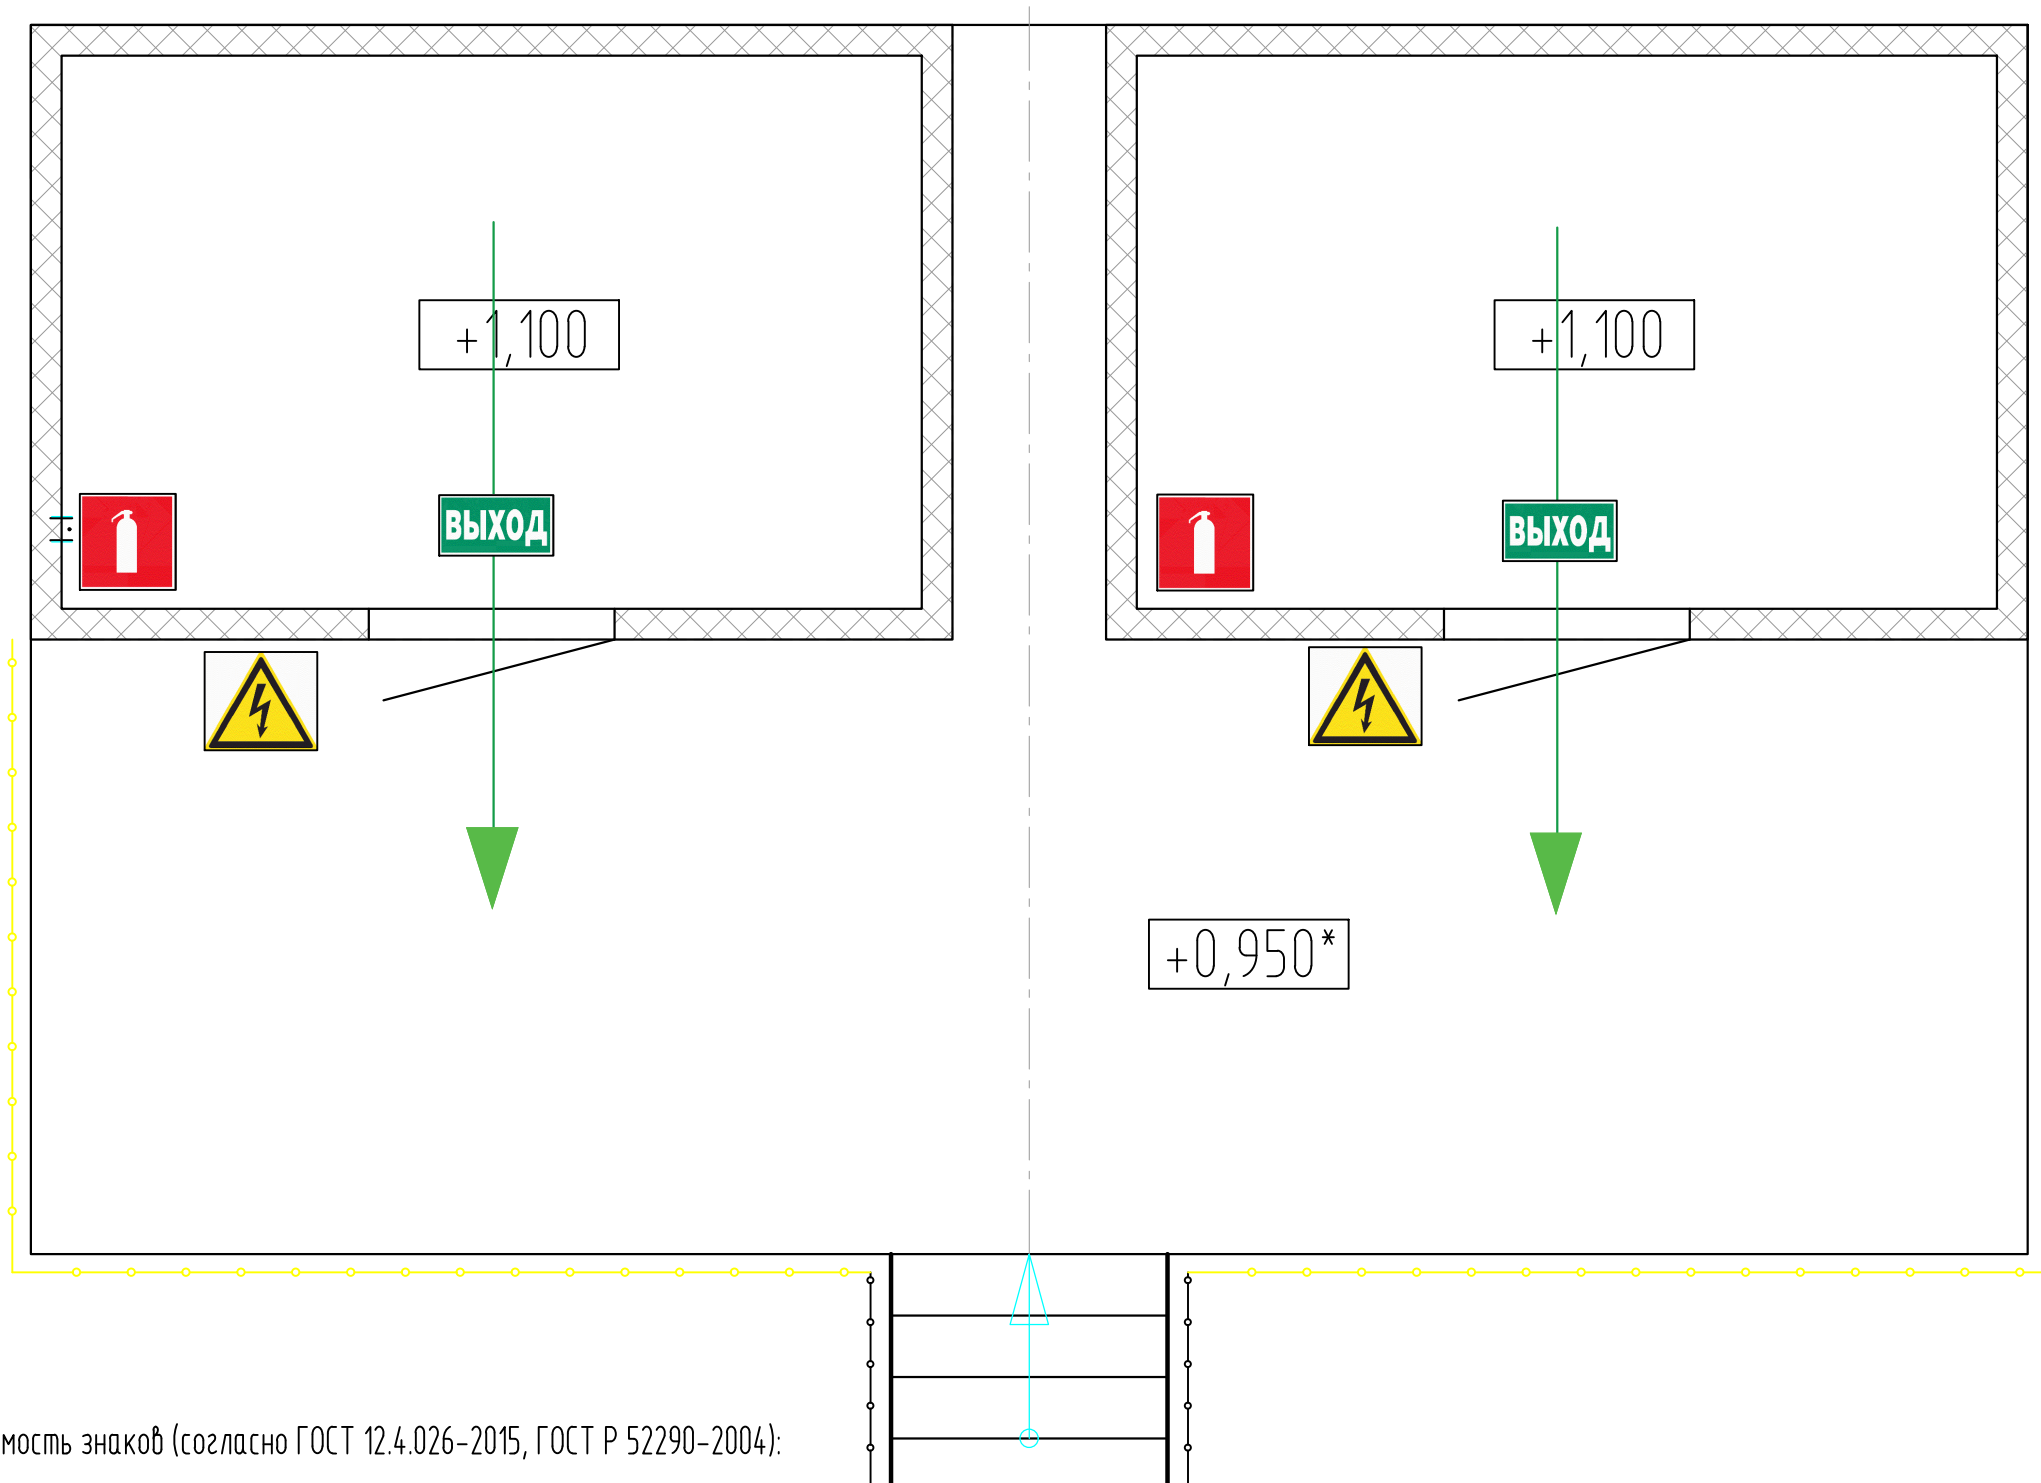 +1,100
+1,100
ВЫХОД
ВЫХОД
+0,950*
мость знаков (согласно ГОСТ 12.4.026-2015, ГОСТ Р 52290-2004):